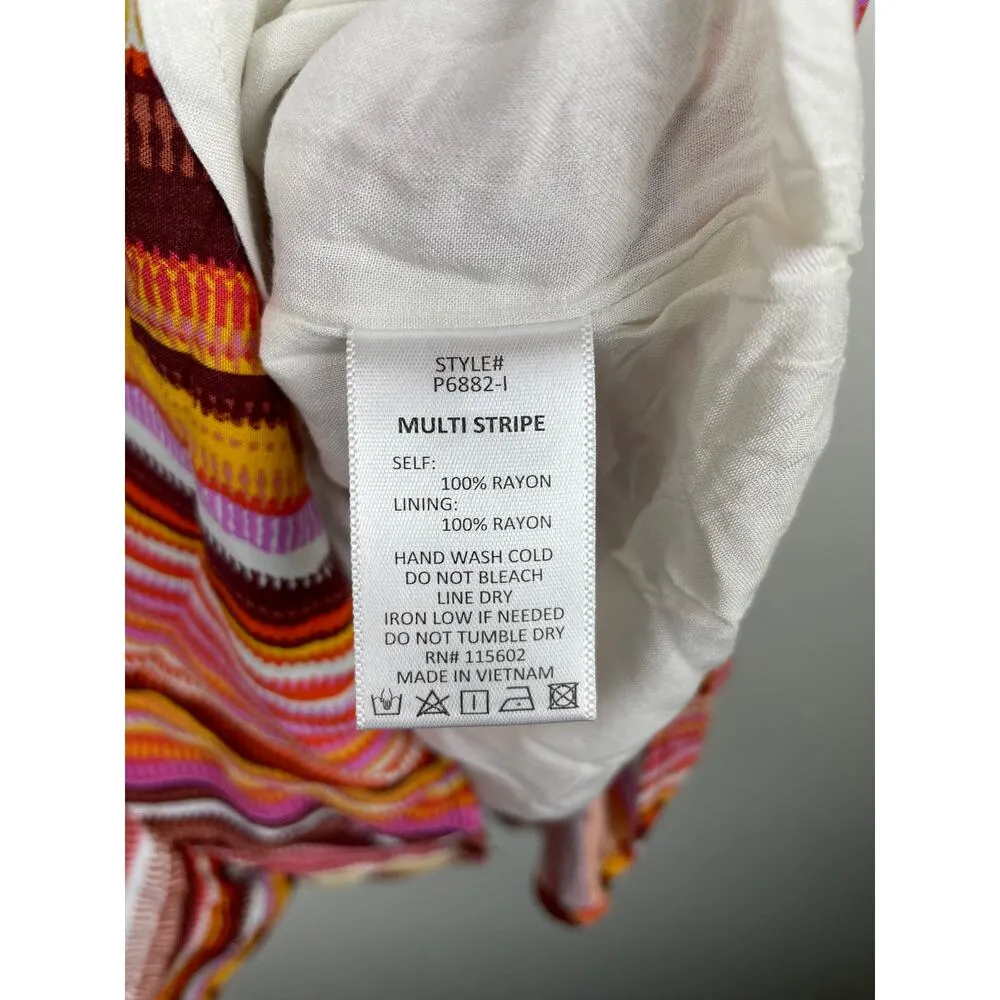 STYLE#
P6882-I
MULTI STRIPE
SELF:
100% RAYON
LINING:
100% RAYON
HAND WASH COLD
DO NOT BLEACH
LINE DRY
IRON LOW IF NEEDED
DO NOT TUMBLE DRY
RN# 115602
MADE IN VIETNAM